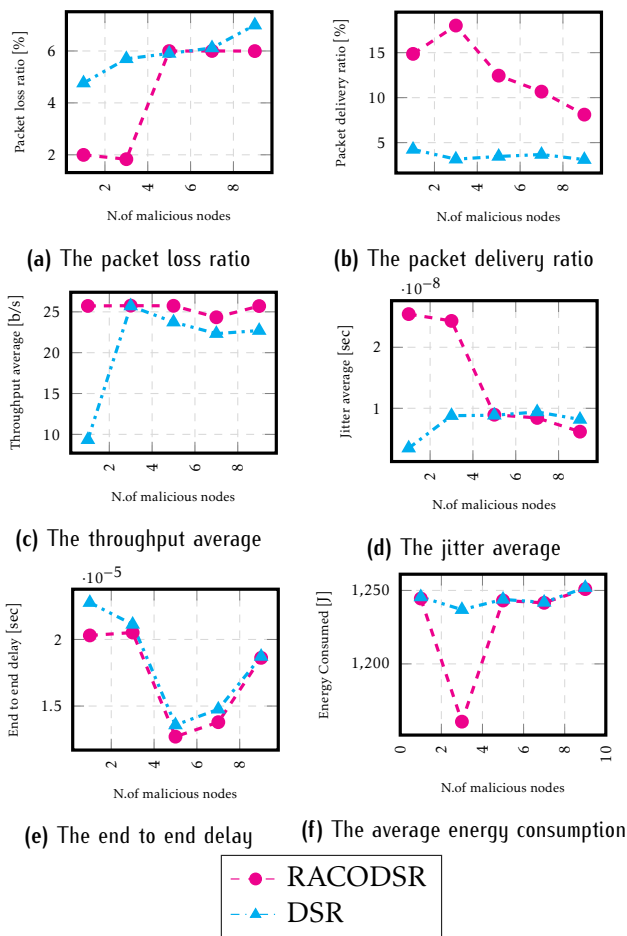 Packet loss ratio [%]
6
4
2
2
4
6
8
N.of malicious nodes
(a) The packet loss ratio
Packet delivery ratio [%]
15
10
5
2
4
6
8
N.of malicious nodes
(b) The packet delivery ratio
Throughput average [b/s]
25
20
15
10
2
4
6
8
N.of malicious nodes
(c) The throughput average
·10⁻⁸
Jitter average [sec]
2
1
2
4
6
8
N.of malicious nodes
(d) The jitter average
·10⁻⁵
End to end delay [sec]
2
1.5
2
4
6
8
N.of malicious nodes
(e) The end to end delay
Energy Consumed [J]
1,250
1,200
0
2
4
6
8
10
N.of malicious nodes
(f) The average energy consumption
RACODSR
DSR